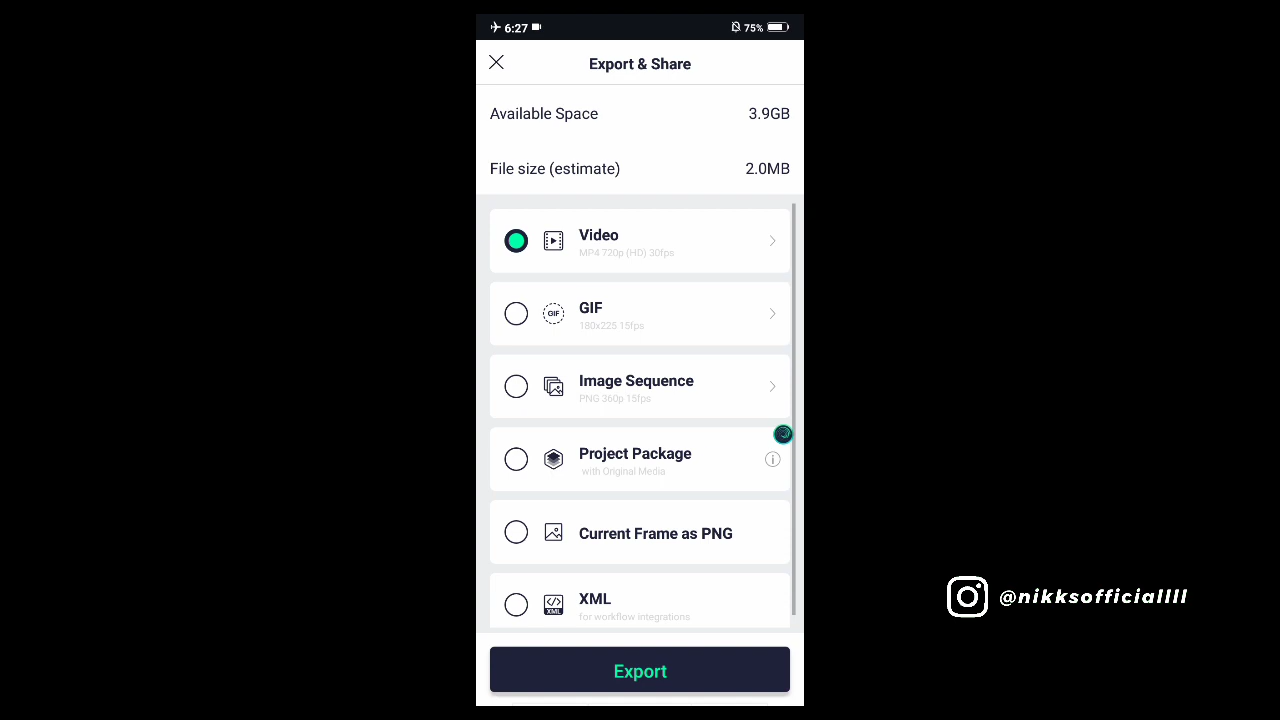 6:27
75%
Export & Share
Available Space 3.9GB
File size (estimate) 2.0MB
Video
MP4 720p (HD) 30fps
GIF
GIF
180x225 15fps
Image Sequence
PNG 360p 15fps
Project Package
with Original Media
Current Frame as PNG
XML
XML
for workflow integrations
Export
@nikksofficiallll